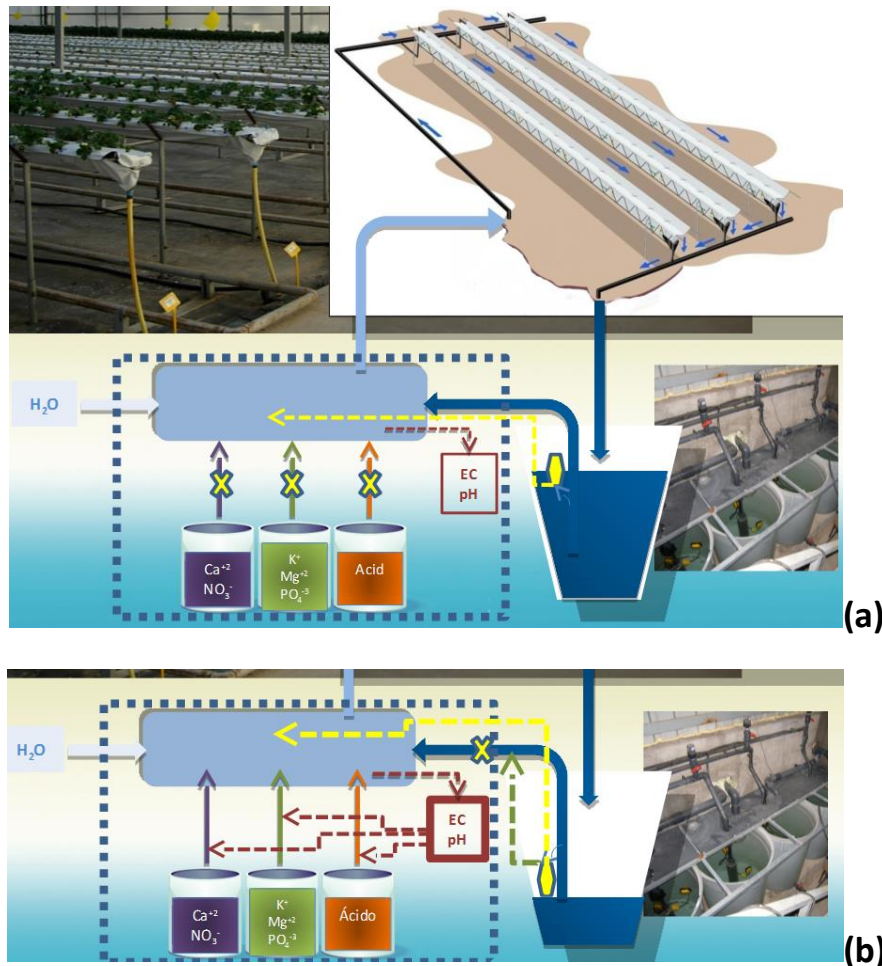 H₂O
EC
pH
Ca⁺²
NO₃⁻
K⁺
Mg⁺²
PO₄⁻³
Acid
(a)
H₂O
EC
pH
Ca⁺²
NO₃⁻
K⁺
Mg⁺²
PO₄⁻³
Ácido
(b)